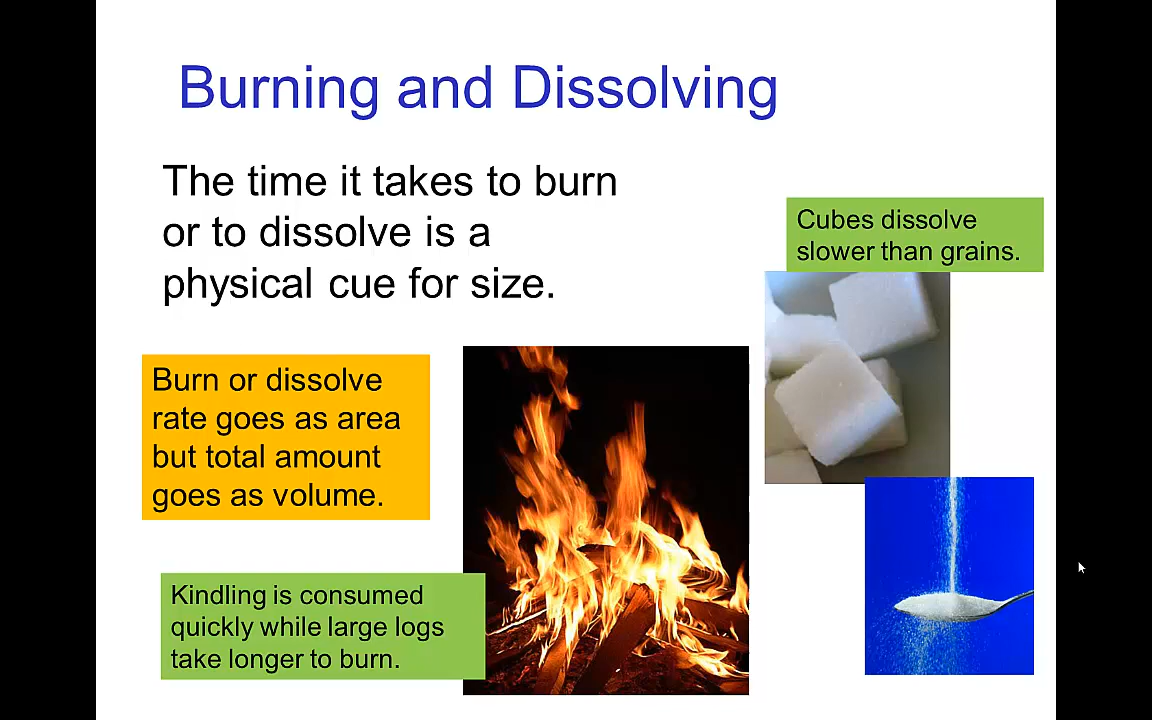 Burning and Dissolving
The time it takes to burn
or to dissolve is a
physical cue for size.
Cubes dissolve
slower than grains.
Burn or dissolve
rate goes as area
but total amount
goes as volume.
Kindling is consumed
quickly while large logs
take longer to burn.